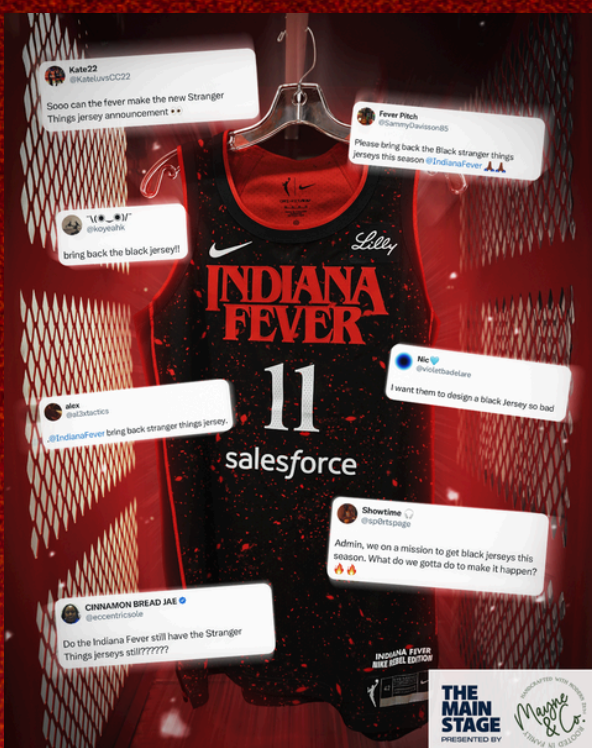 Kate22
@KateluvsCC22
Sooo can the fever make the new Stranger
Things jersey announcement 👀
Fever Pitch
@SammyDavisson85
Please bring back the Black stranger things
jerseys this season @IndianaFever 🙏🏾🙏🏾
¯\(◉‿◉)/¯
@koyeahk
bring back the black jersey!!
Lilly
INDIANA
FEVER
11
salesforce
Nic🩵
@violetbadelare
I want them to design a black Jersey so bad
alex
@al3xtactics
.@IndianaFever bring back stranger things jersey.
Showtime 🎧
@sp0rtspage
Admin, we on a mission to get black jerseys this
season. What do we gotta do to make it happen?
🔥🔥
CINNAMON BREAD JAE
@eccentricsole
Do the Indiana Fever still have the Stranger
Things jerseys still??????
INDIANA FEVER
NIKE REBEL EDITION
42
THE
MAIN
STAGE
PRESENTED BY
Mayne
& Co.
ROOTED IN FAMILY